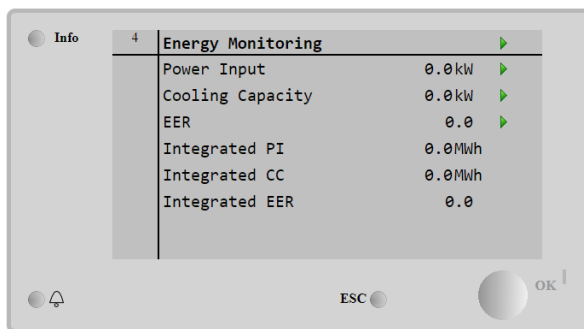 Info
4 Energy Monitoring
Power Input 0.0kW
Cooling Capacity 0.0kW
EER 0.0
Integrated PI 0.0MWh
Integrated CC 0.0MWh
Integrated EER 0.0
ESC OK